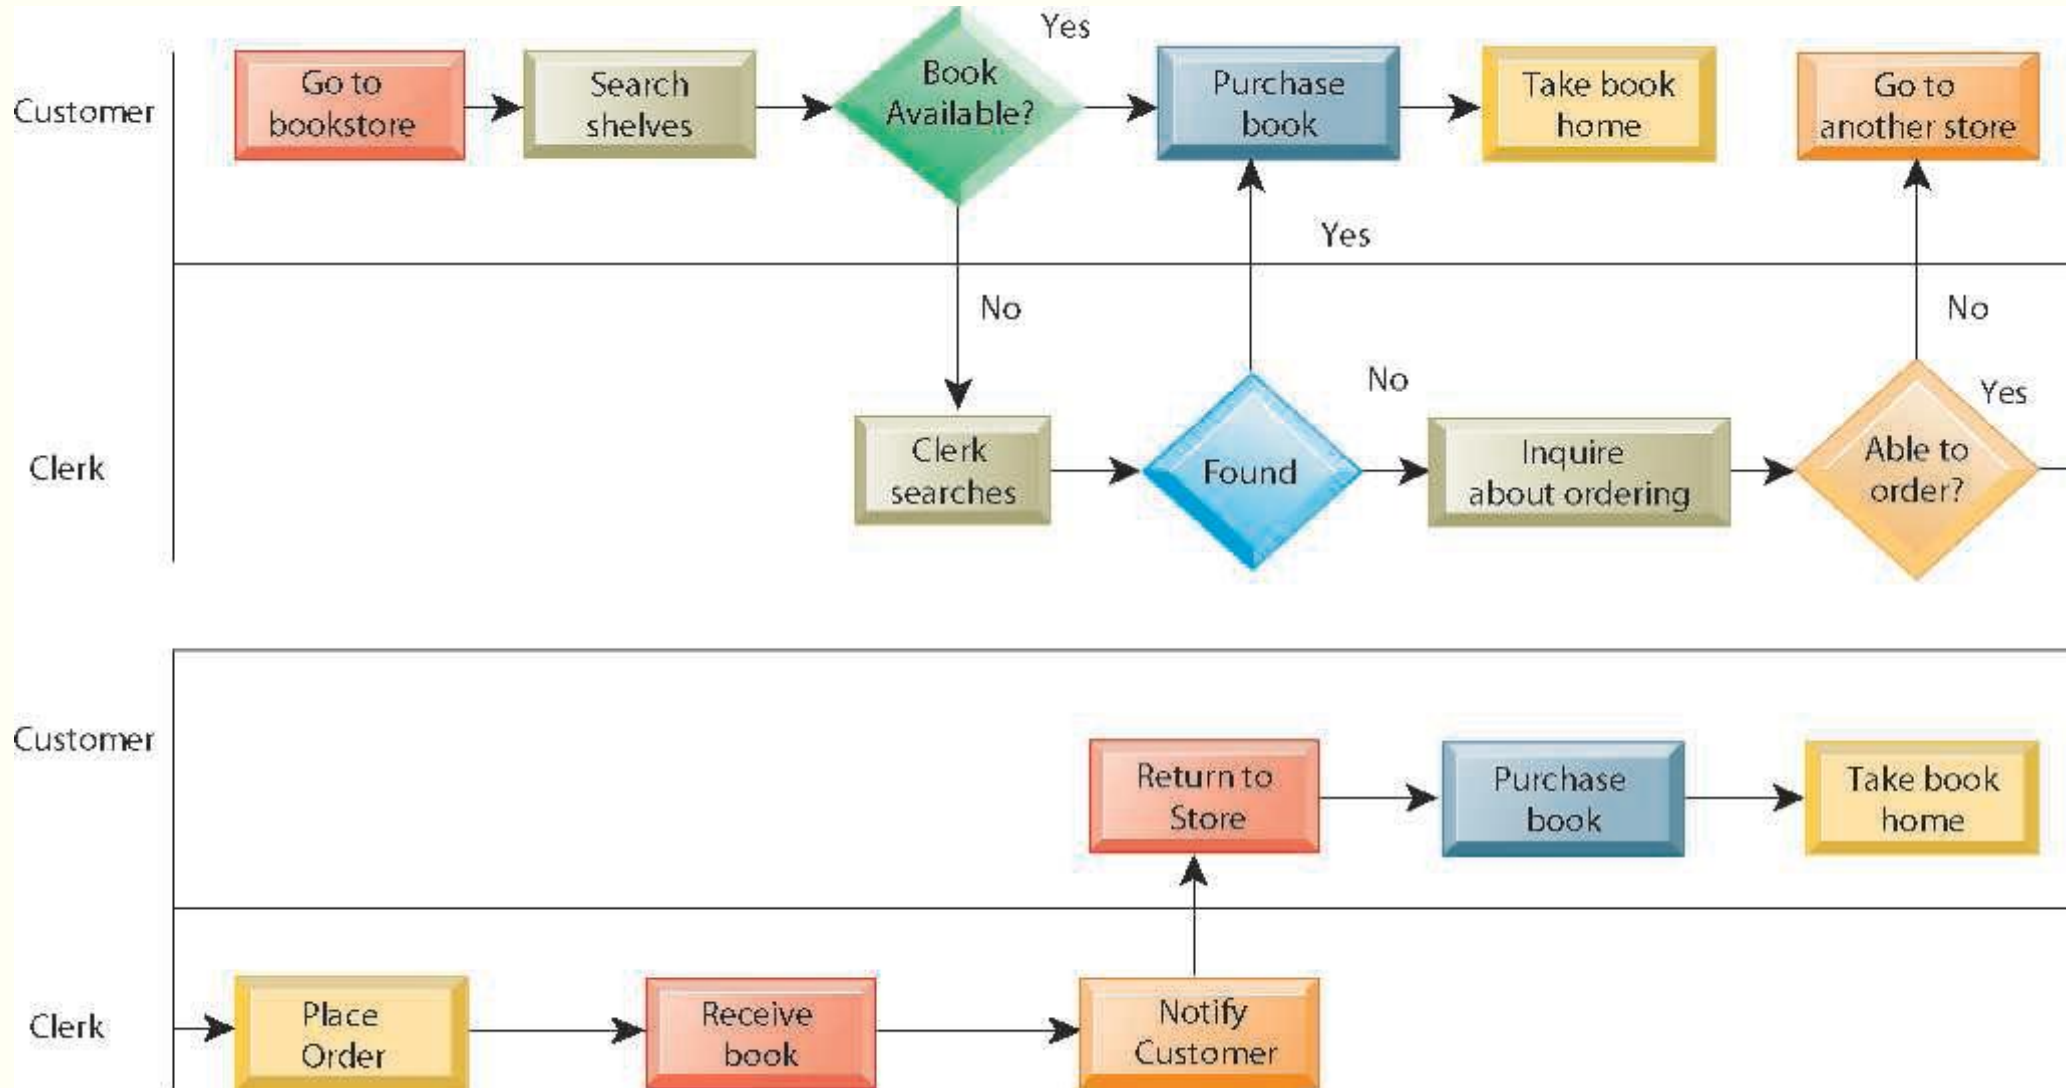 Customer
Go to
bookstore
Search
shelves
Book
Available?
Yes
Purchase
book
Take book
home
Go to
another store
Yes
No
No
No
Clerk
Clerk
searches
Found
Inquire
about ordering
Able to
order?
Yes
Customer
Return to
Store
Purchase
book
Take book
home
Clerk
Place
Order
Receive
book
Notify
Customer